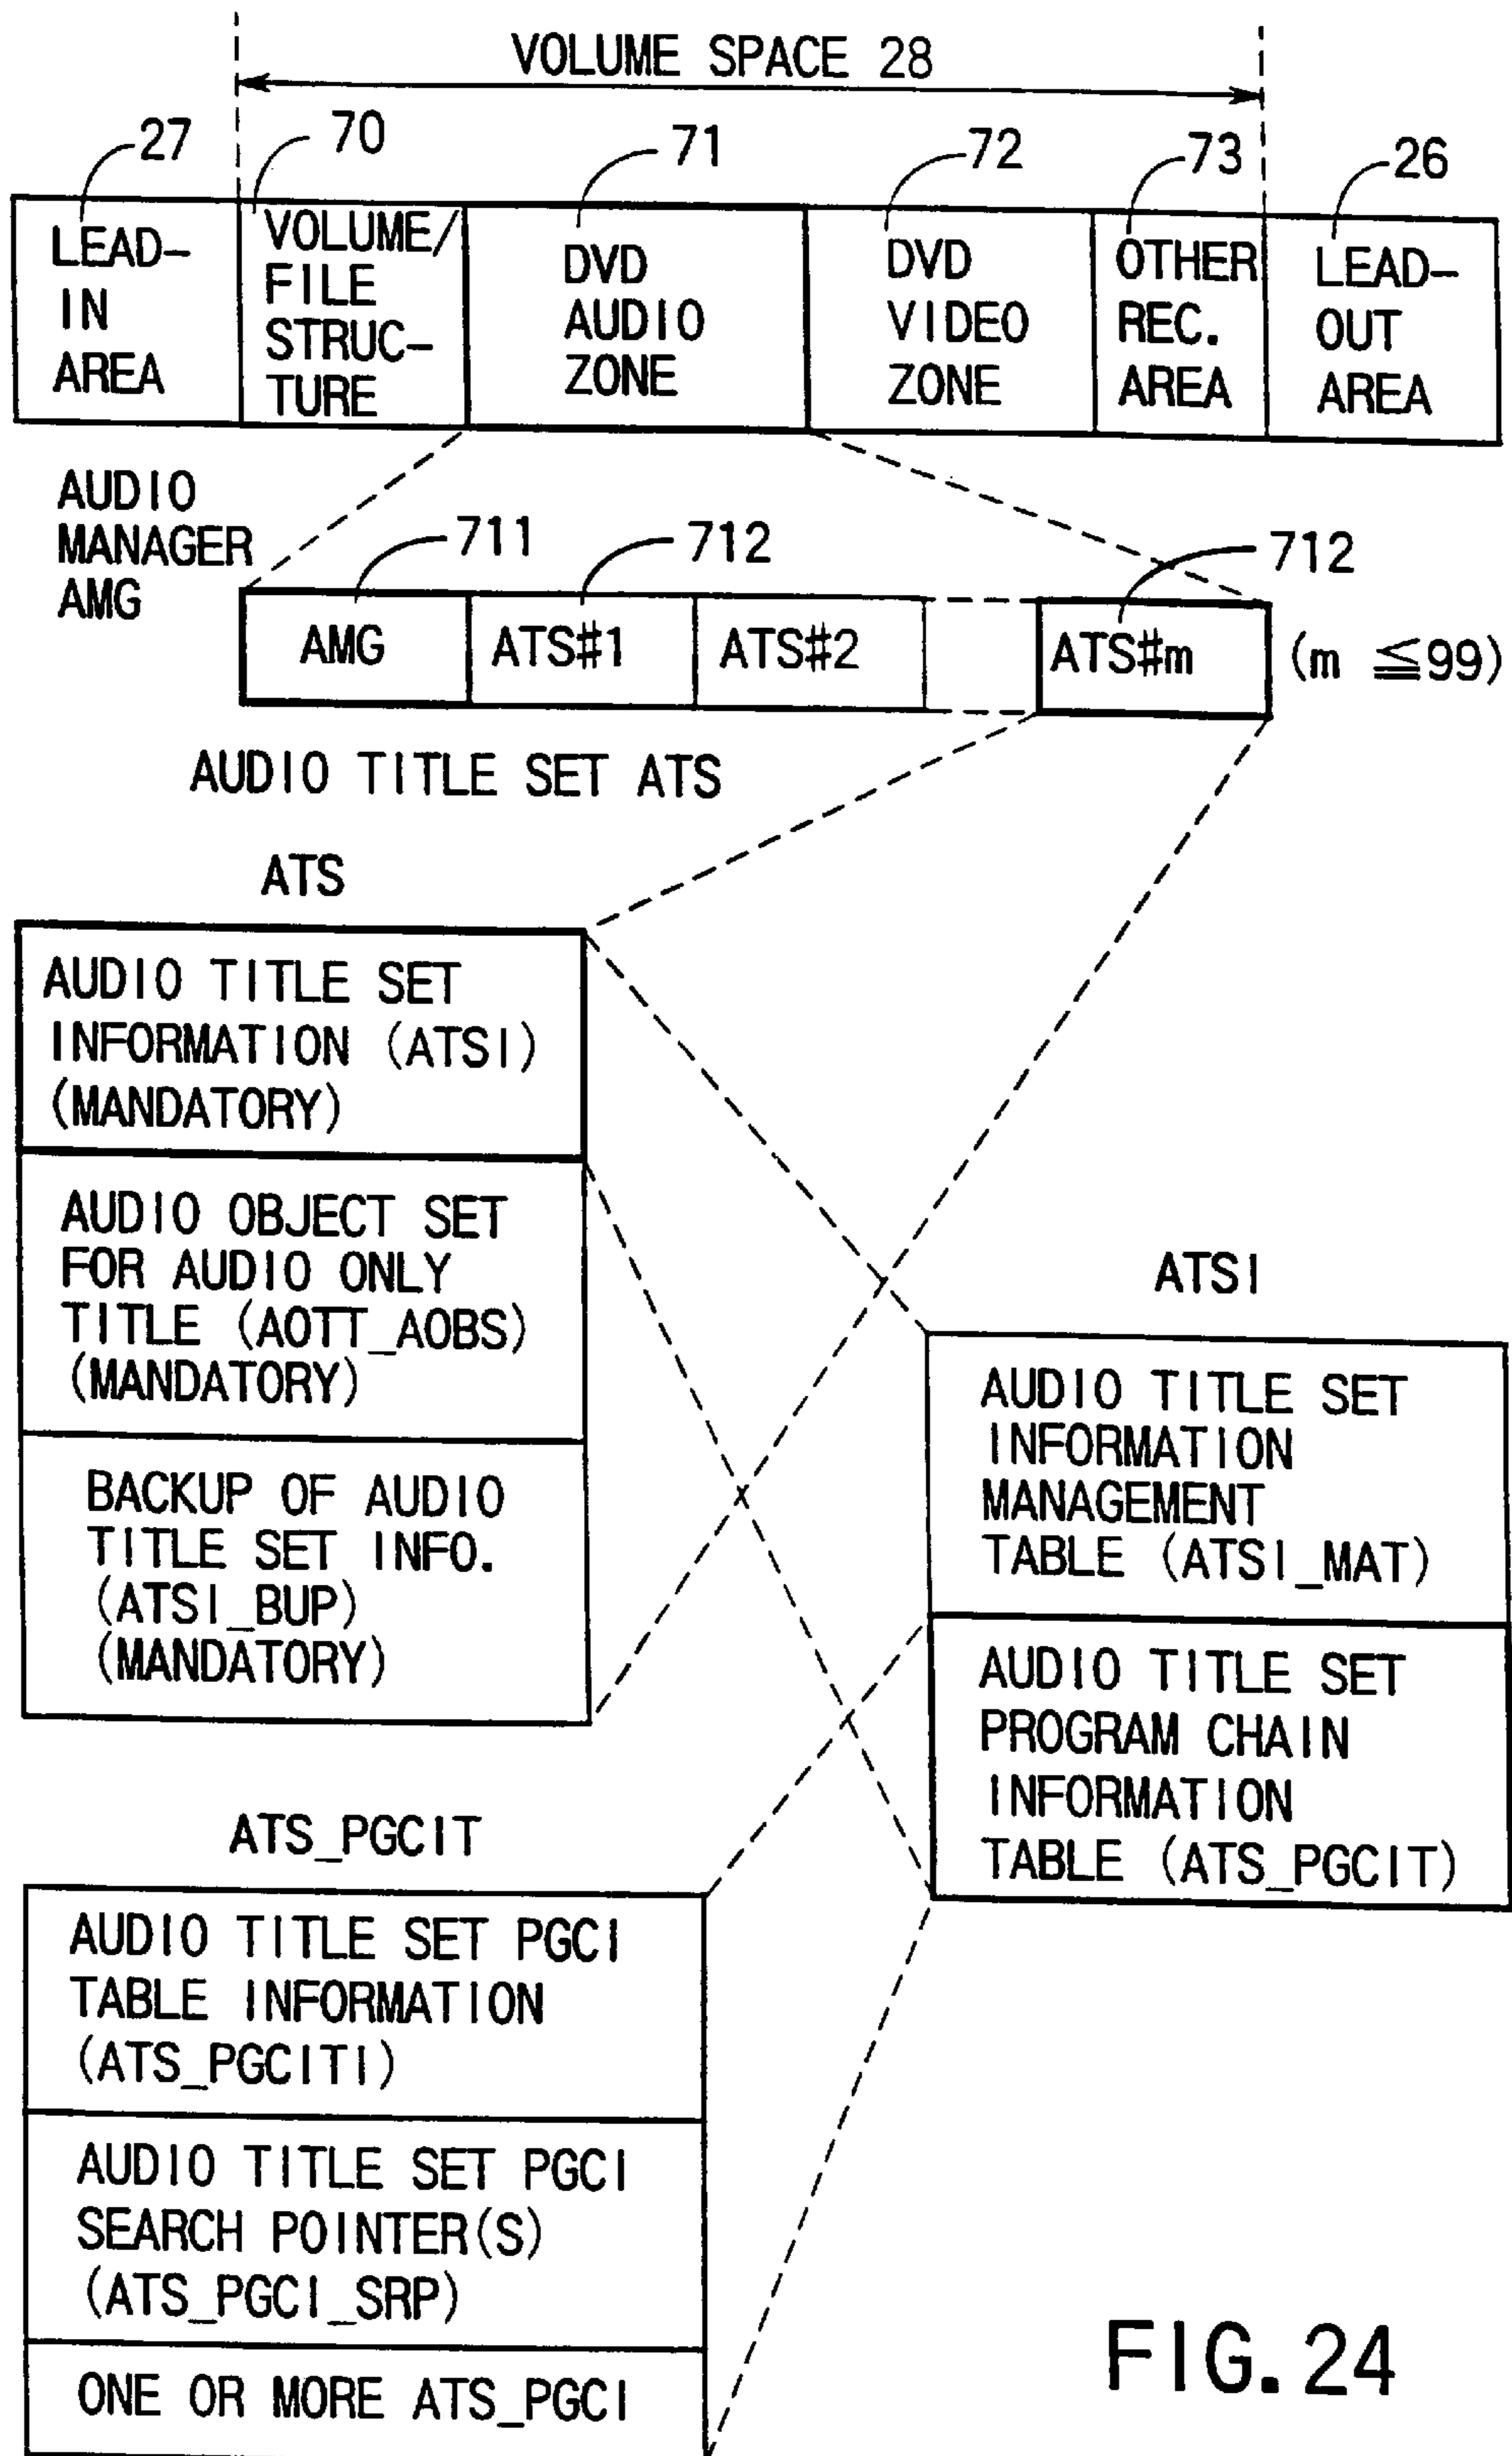 VOLUME SPACE 28
27
70
71
72
73
26
LEAD-
IN
AREA
VOLUME/
FILE
STRUC-
TURE
DVD
AUDIO
ZONE
DVD
VIDEO
ZONE
OTHER
REC.
AREA
LEAD-
OUT
AREA
AUDIO
MANAGER
AMG
711
712
712
AMG
ATS#1
ATS#2
ATS#m
(m ≦99)
AUDIO TITLE SET ATS
ATS
AUDIO TITLE SET
INFORMATION (ATSI)
(MANDATORY)
AUDIO OBJECT SET
FOR AUDIO ONLY
TITLE (AOTT_AOBS)
(MANDATORY)
BACKUP OF AUDIO
TITLE SET INFO.
(ATSI_BUP)
(MANDATORY)
ATSI
AUDIO TITLE SET
INFORMATION
MANAGEMENT
TABLE (ATSI_MAT)
AUDIO TITLE SET
PROGRAM CHAIN
INFORMATION
TABLE (ATS_PGCIT)
ATS_PGCIT
AUDIO TITLE SET PGCI
TABLE INFORMATION
(ATS_PGCITI)
AUDIO TITLE SET PGCI
SEARCH POINTER(S)
(ATS_PGCI_SRP)
ONE OR MORE ATS_PGCI
FIG. 24